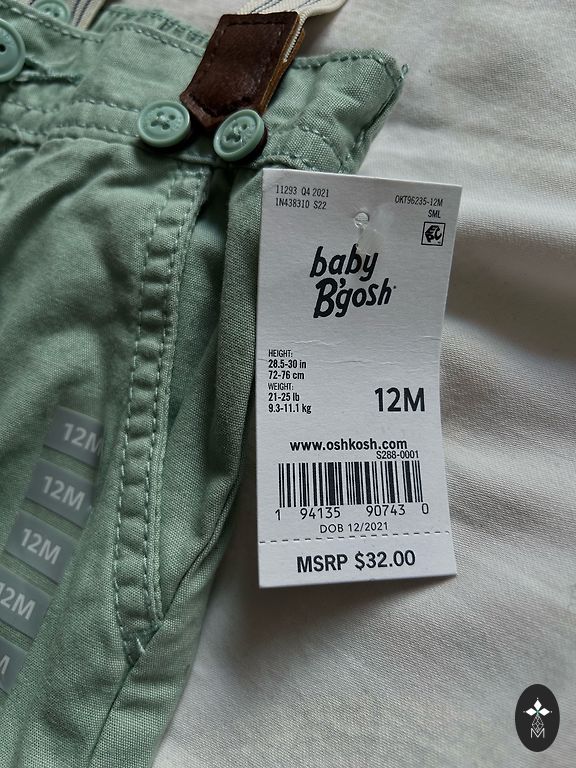 11293 Q4 2021
IN438310 S22
OKT96235-12M
SML
baby
B'gosh
HEIGHT:
28.5-30 in
72-76 cm
WEIGHT:
21-25 lb
9.3-11.1 kg
12M
www.oshkosh.com
S288-0001
1 94135 90743 0
DOB 12/2021
MSRP $32.00
12M
12M
12M
12M
M
M